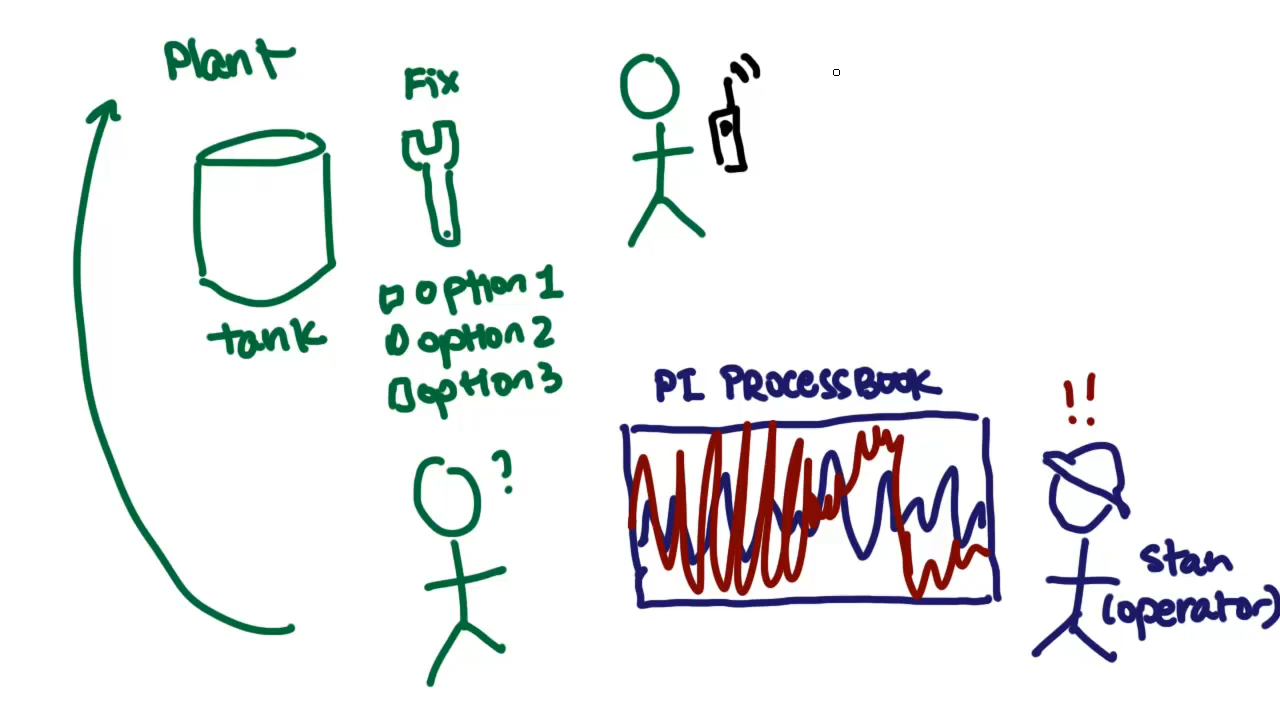 Plant
Fix
tank
option 1
option 2
option 3
?
PI PROCESSBOOK
!!
stan
(operator)